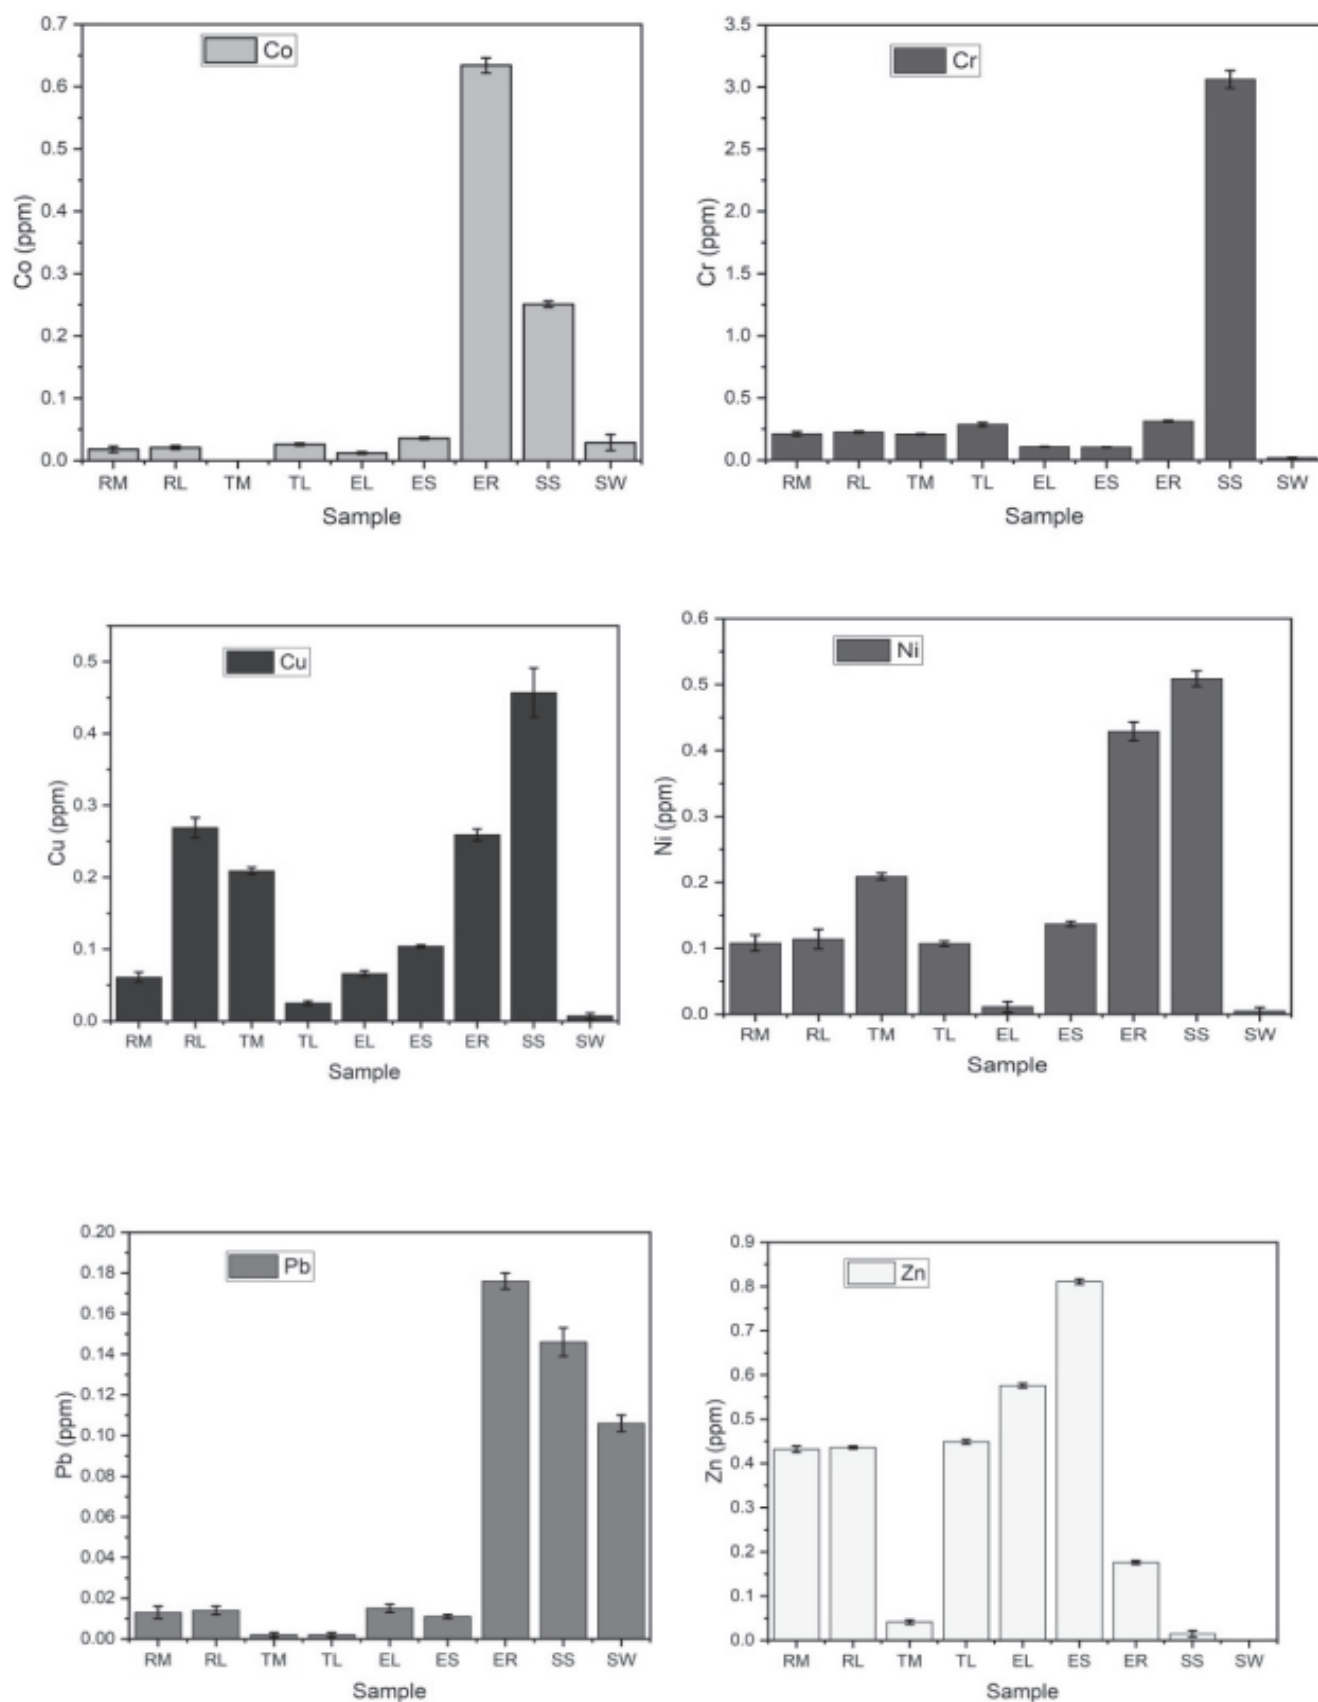 Co
Co (ppm)
0.7
0.6
0.5
0.4
0.3
0.2
0.1
0.0
RM RL TM TL EL ES ER SS SW
Sample
Cr
Cr (ppm)
3.5
3.0
2.5
2.0
1.5
1.0
0.5
0.0
RM RL TM TL EL ES ER SS SW
Sample
Cu
Cu (ppm)
0.5
0.4
0.3
0.2
0.1
0.0
RM RL TM TL EL ES ER SS SW
Sample
Ni
Ni (ppm)
0.6
0.5
0.4
0.3
0.2
0.1
0.0
RM RL TM TL EL ES ER SS SW
Sample
Pb
Pb (ppm)
0.20
0.18
0.16
0.14
0.12
0.10
0.08
0.06
0.04
0.02
0.00
RM RL TM TL EL ES ER SS SW
Sample
Zn
Zn (ppm)
0.9
0.8
0.7
0.6
0.5
0.4
0.3
0.2
0.1
0.0
RM RL TM TL EL ES ER SS SW
Sample